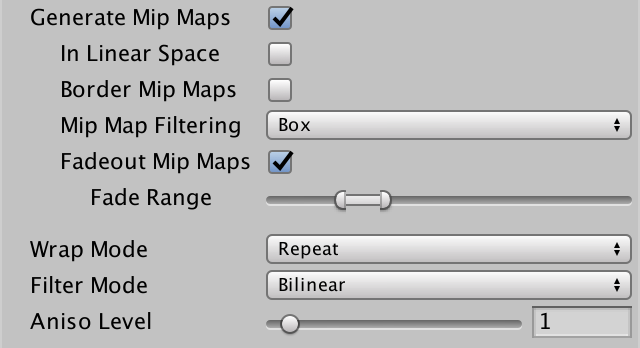 Generate Mip Maps
In Linear Space
Border Mip Maps
Mip Map Filtering Box
Fadeout Mip Maps
Fade Range
Wrap Mode Repeat
Filter Mode Bilinear
Aniso Level 1